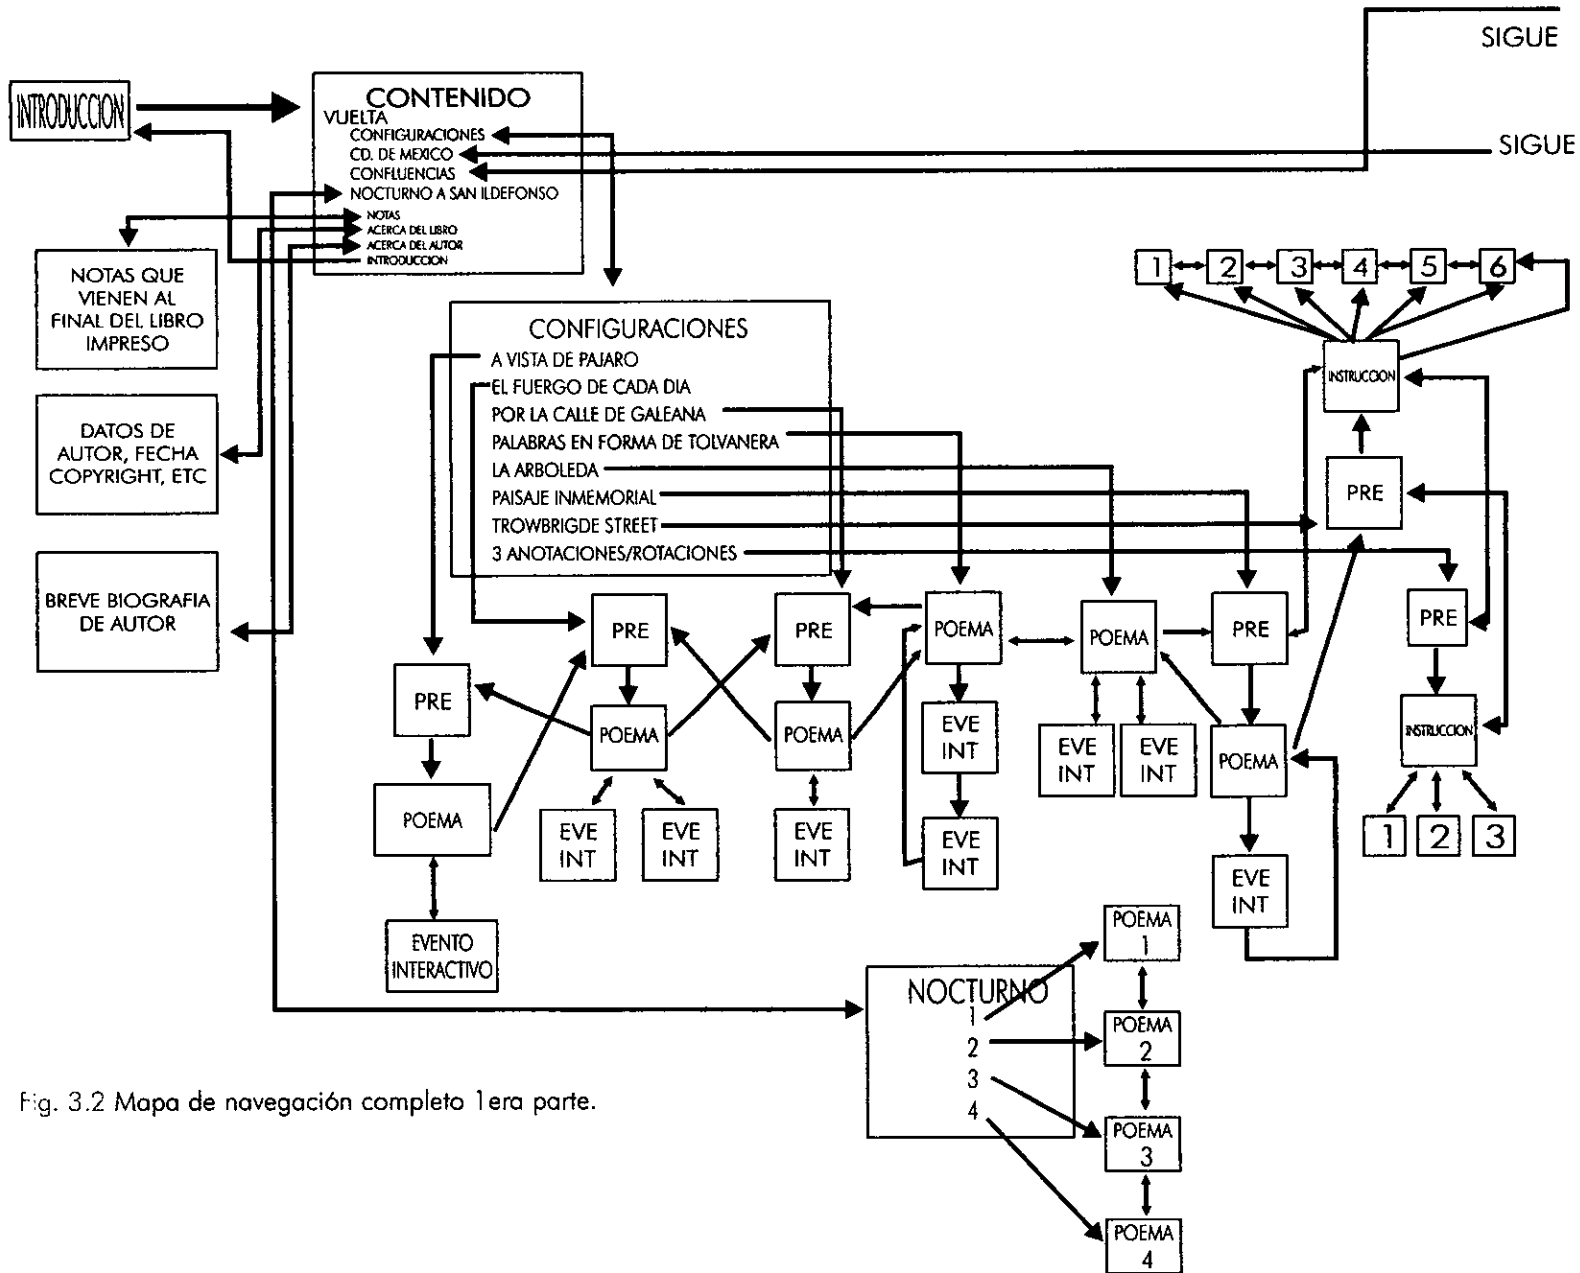 SIGUE
SIGUE
INTRODUCCION
CONTENIDO
VUELTA
CONFIGURACIONES
CD. DE MEXICO
CONFLUENCIAS
NOCTURNO A SAN ILDEFONSO
NOTAS
ACERCA DEL LIBRO
ACERCA DEL AUTOR
INTRODUCCION
NOTAS QUE
VIENEN AL
FINAL DEL LIBRO
IMPRESO
DATOS DE
AUTOR, FECHA
COPYRIGHT, ETC
BREVE BIOGRAFIA
DE AUTOR
CONFIGURACIONES
A VISTA DE PAJARO
EL FUERGO DE CADA DIA
POR LA CALLE DE GALEANA
PALABRAS EN FORMA DE TOLVANERA
LA ARBOLEDA
PAISAJE INMEMORIAL
TROWBRIGDE STREET
3 ANOTACIONES/ROTACIONES
1 2 3 4 5 6
INSTRUCCION
PRE
PRE
INSTRUCCION
1 2 3
PRE
POEMA
EVENTO
INTERACTIVO
PRE
POEMA
EVE
INT
EVE
INT
PRE
POEMA
EVE
INT
POEMA
EVE
INT
EVE
INT
POEMA
EVE
INT
EVE
INT
PRE
POEMA
EVE
INT
NOCTURNO
1
2
3
4
POEMA
1
POEMA
2
POEMA
3
POEMA
4
Fig. 3.2 Mapa de navegación completo 1era parte.